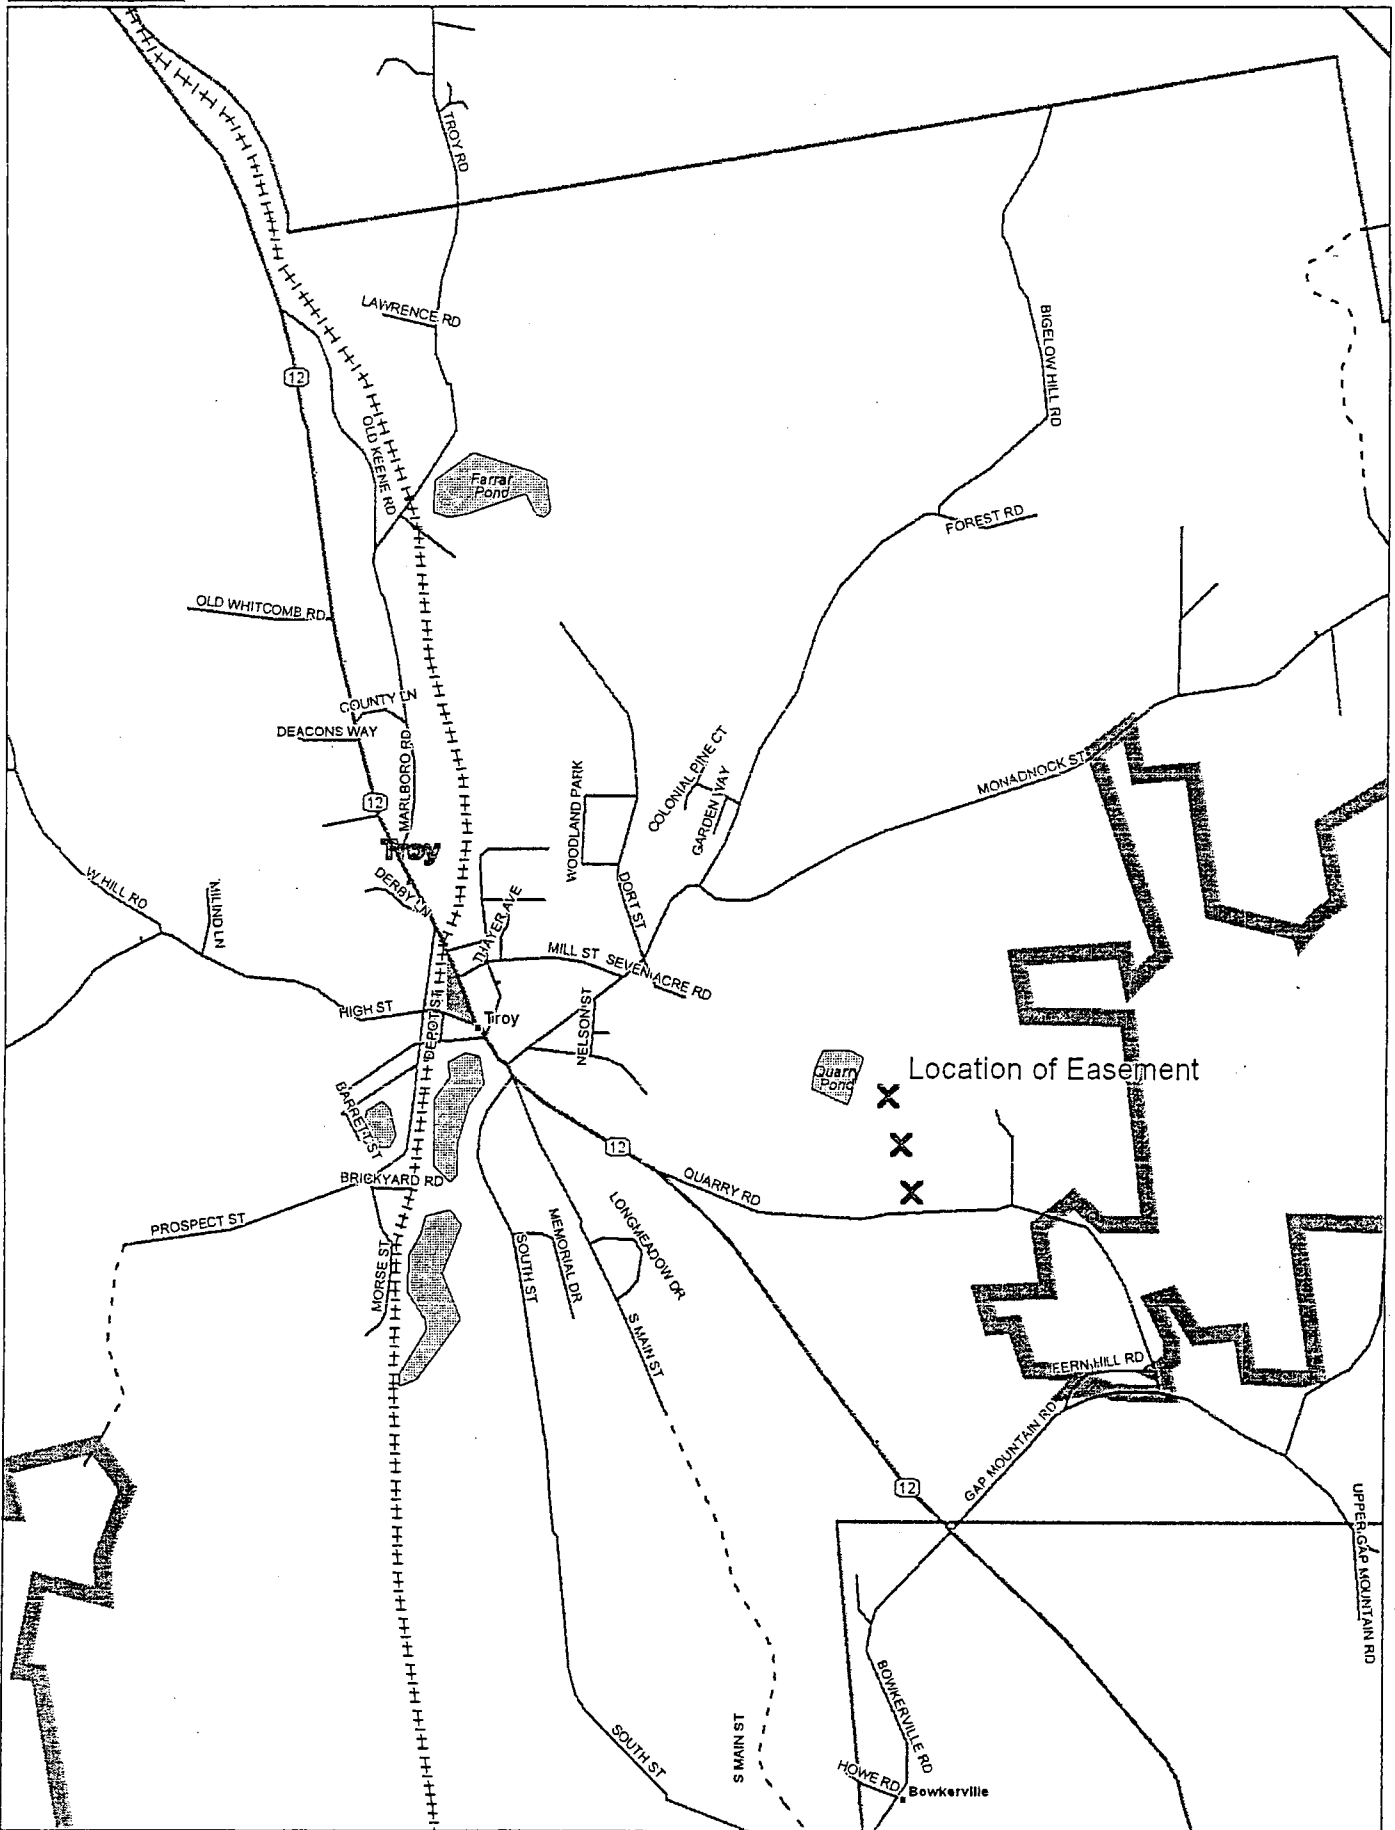 TROY RD
LAWRENCE RD
BIGELOW HILL RD
12
OLD KEENE RD
Farrar
Pond
FOREST RD
OLD WHITCOMB RD
COUNTY LN
DEACONS WAY
MARLBORO RD
12
Troy
DERBY LN
WOODLAND PARK
COLONIAL PINE CT
GARDEN WAY
MONADNOCK ST
W HILL RD
MILIND LN
DORT ST
THAYER AVE
MILL ST
SEVEN ACRE RD
HIGH ST
DEPOT ST
Troy
NELSON ST
Quarry
Pond
Location of Easement
X
X
X
BARRETT ST
12
BRICKYARD RD
QUARRY RD
PROSPECT ST
MORSE ST
SOUTH ST
MEMORIAL DR
LONGMEADOW DR
S MAIN ST
FERN HILL RD
GAP MOUNTAIN RD
12
UPPER GAP MOUNTAIN RD
BOWKERVILLE RD
SOUTH ST
S MAIN ST
HOWE RD
Bowkerville